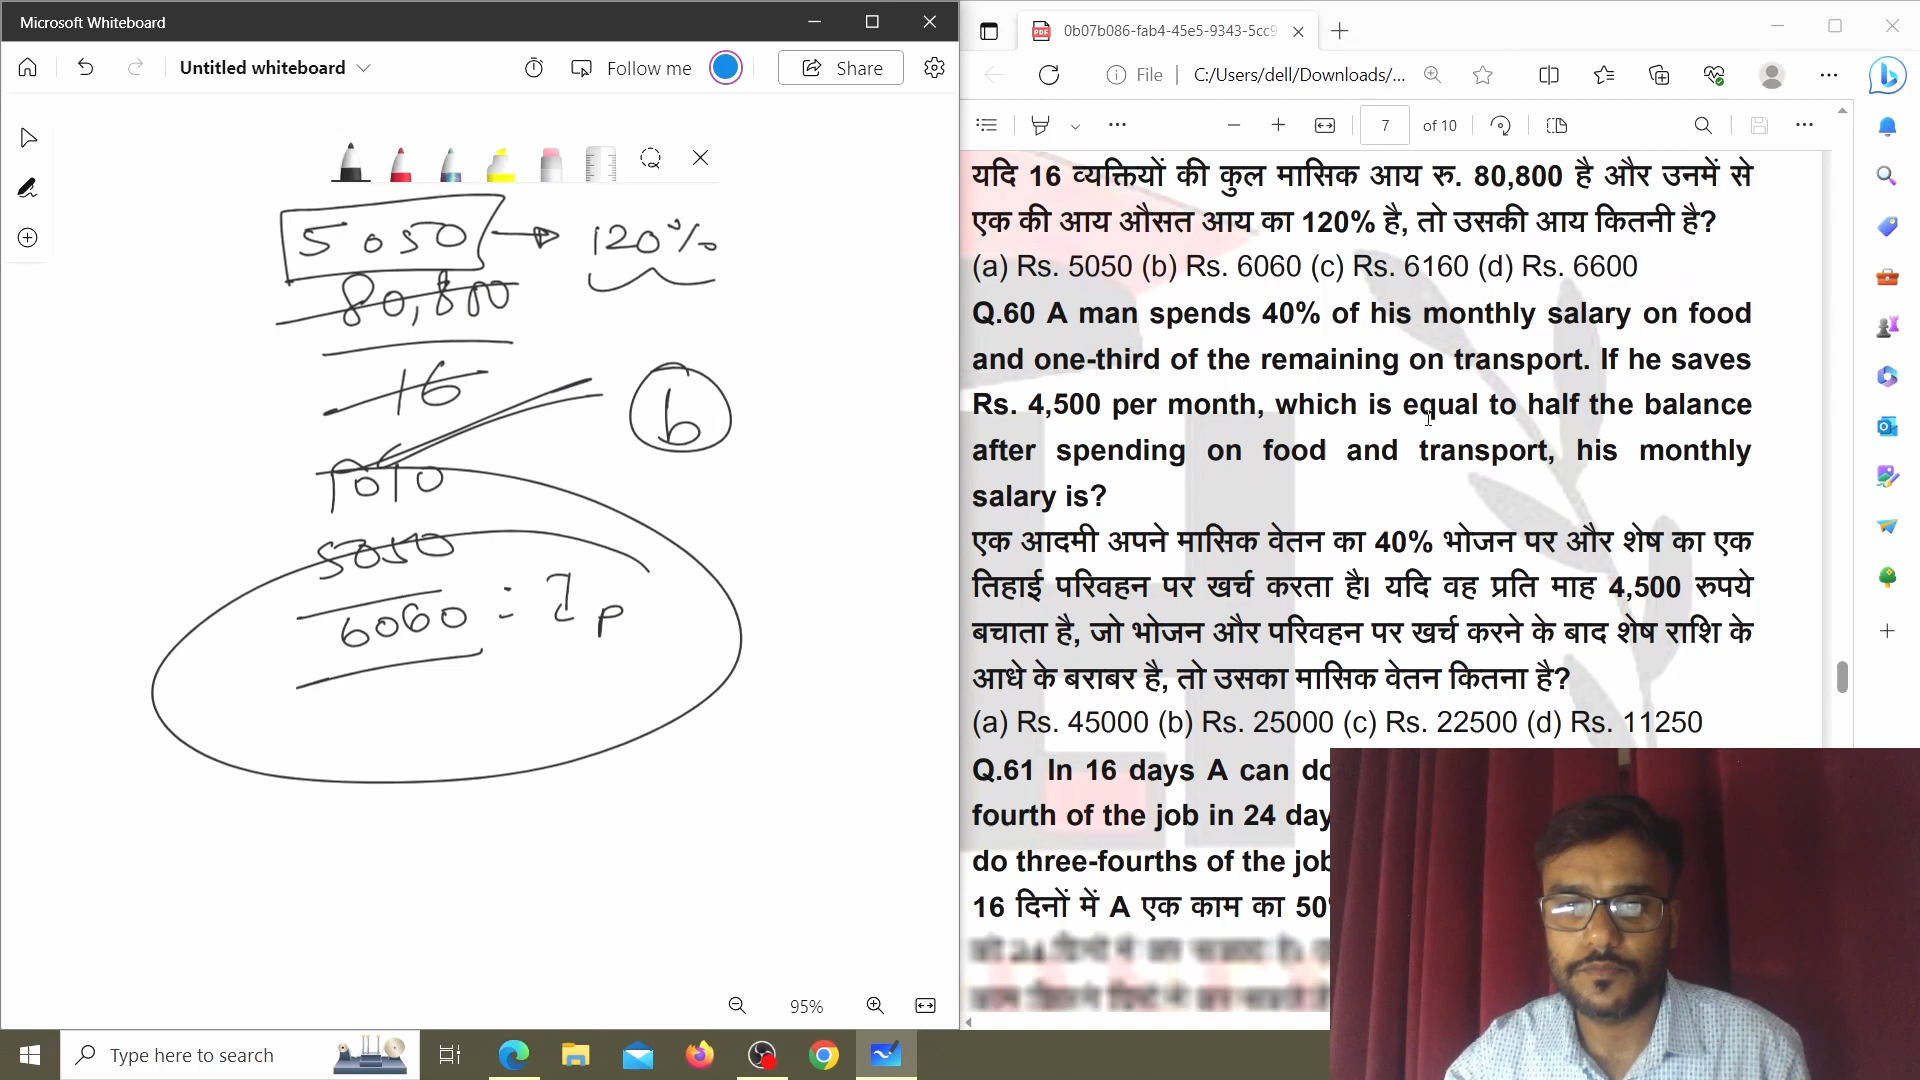 Microsoft Whiteboard
Untitled whiteboard
Follow me
Share
5050 → 120%
80,800
16
b
1010
5050
6060 = I p
95%
0b07b086-fab4-45e5-9343-5cc9
File | C:/Users/dell/Downloads/...
7 of 10
यदि 16 व्यक्तियों की कुल मासिक आय रु. 80,800 है और उनमें से
एक की आय औसत आय का 120% है, तो उसकी आय कितनी है?
(a) Rs. 5050 (b) Rs. 6060 (c) Rs. 6160 (d) Rs. 6600
Q.60 A man spends 40% of his monthly salary on food
and one-third of the remaining on transport. If he saves
Rs. 4,500 per month, which is equal to half the balance
after spending on food and transport, his monthly
salary is?
एक आदमी अपने मासिक वेतन का 40% भोजन पर और शेष का एक
तिहाई परिवहन पर खर्च करता है। यदि वह प्रति माह 4,500 रुपये
बचाता है, जो भोजन और परिवहन पर खर्च करने के बाद शेष राशि के
आधे के बराबर है, तो उसका मासिक वेतन कितना है?
(a) Rs. 45000 (b) Rs. 25000 (c) Rs. 22500 (d) Rs. 11250
Q.61 In 16 days A can do
fourth of the job in 24 day
do three-fourths of the job
16 दिनों में A एक काम का 50
Type here to search